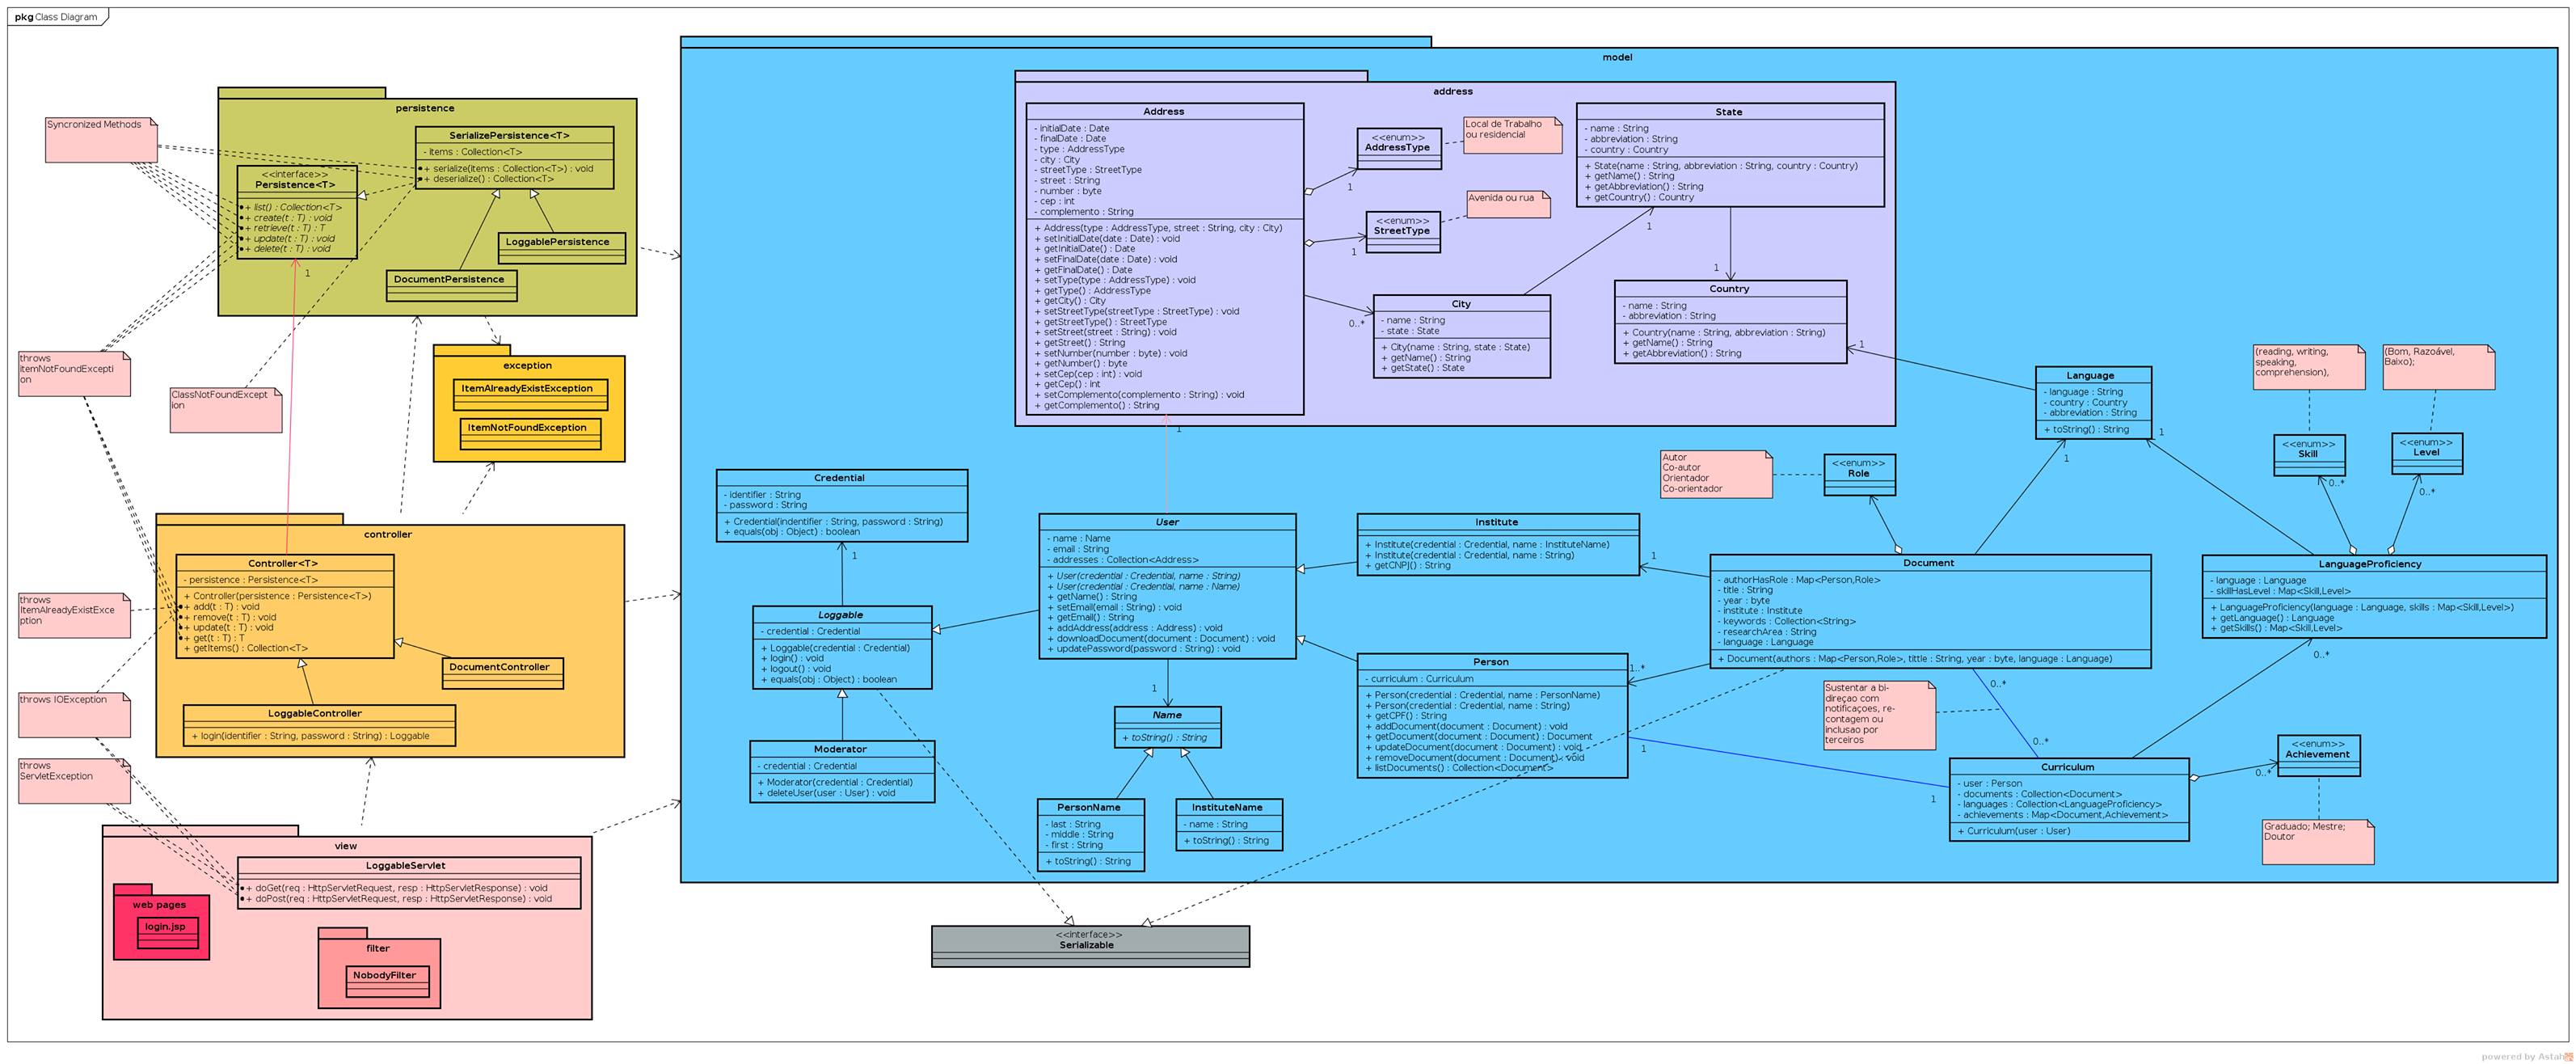 pkg Class Diagram
model
address
persistence
Syncronized Methods
SerializePersistence<T>
- items : Collection<T>
+ serialize(items : Collection<T>) : void
+ deserialize() : Collection<T>
<<interface>>
Persistence<T>
+ list() : Collection<T>
+ create(t : T) : void
+ retrieve(t : T) : T
+ update(t : T) : void
+ delete(t : T) : void
1
LoggablePersistence
DocumentPersistence
throws
itemNotFoundExcepti
on
ClassNotFoundExcept
ion
exception
ItemAlreadyExistException
ItemNotFoundException
controller
Controller<T>
- persistence : Persistence<T>
+ Controller(persistence : Persistence<T>)
+ add(t : T) : void
+ remove(t : T) : void
+ update(t : T) : void
+ get(t : T) : T
+ getItems() : Collection<T>
DocumentController
LoggableController
+ login(identifier : String, password : String) : Loggable
throws
ItemAlreadyExistExce
ption
throws IOException
throws
ServletException
view
LoggableServlet
+ doGet(req : HttpServletRequest, resp : HttpServletResponse) : void
+ doPost(req : HttpServletRequest, resp : HttpServletResponse) : void
web pages
login.jsp
filter
NobodyFilter
Address
- initialDate : Date
- finalDate : Date
- type : AddressType
- city : City
- streetType : StreetType
- street : String
- number : byte
- cep : int
- complemento : String
+ Address(type : AddressType, street : String, city : City)
+ setInitialDate(date : Date) : void
+ getInitialDate() : Date
+ setFinalDate(date : Date) : void
+ getFinalDate() : Date
+ setType(type : AddressType) : void
+ getType() : AddressType
+ getCity() : City
+ setStreetType(streetType : StreetType) : void
+ getStreetType() : StreetType
+ setStreet(street : String) : void
+ getStreet() : String
+ setNumber(number : byte) : void
+ getNumber() : byte
+ setCep(cep : int) : void
+ getCep() : int
+ setComplemento(complemento : String) : void
+ getComplemento() : String
1
<<enum>>
AddressType
1
Local de Trabalho
ou residencial
<<enum>>
StreetType
1
Avenida ou rua
State
- name : String
- abbreviation : String
- country : Country
+ State(name : String, abbreviation : String, country : Country)
+ getName() : String
+ getAbbreviation() : String
+ getCountry() : Country
1
1
City
- name : String
- state : State
+ City(name : String, state : State)
+ getName() : String
+ getState() : State
0..*
Country
- name : String
- abbreviation : String
+ Country(name : String, abbreviation : String)
+ getName() : String
+ getAbbreviation() : String
1
Language
- language : String
- country : Country
- abbreviation : String
+ toString() : String
1
1
(reading, writing,
speaking,
comprehension),
(Bom, Razoável,
Baixo);
<<enum>>
Skill
0..*
<<enum>>
Level
0..*
Autor
Co-autor
Orientador
Co-orientador
<<enum>>
Role
Credential
- identifier : String
- password : String
+ Credential(indentifier : String, password : String)
+ equals(obj : Object) : boolean
1
Loggable
- credential : Credential
+ Loggable(credential : Credential)
+ login() : void
+ logout() : void
+ equals(obj : Object) : boolean
Moderator
- credential : Credential
+ Moderator(credential : Credential)
+ deleteUser(user : User) : void
User
- name : Name
- email : String
- addresses : Collection<Address>
+ User(credential : Credential, name : String)
+ User(credential : Credential, name : Name)
+ getName() : String
+ setEmail(email : String) : void
+ getEmail() : String
+ addAddress(address : Address) : void
+ downloadDocument(document : Document) : void
+ updatePassword(password : String) : void
1
Name
+ toString() : String
PersonName
- last : String
- middle : String
- first : String
+ toString() : String
InstituteName
- name : String
+ toString() : String
Institute
+ Institute(credential : Credential, name : InstituteName)
+ Institute(credential : Credential, name : String)
+ getCNPJ() : String
1
Person
- curriculum : Curriculum
+ Person(credential : Credential, name : PersonName)
+ Person(credential : Credential, name : String)
+ getCPF() : String
+ addDocument(document : Document) : void
+ getDocument(document : Document) : Document
+ updateDocument(document : Document) : void
+ removeDocument(document : Document) : void
+ listDocuments() : Collection<Document>
1..*
1
Document
- authorHasRole : Map<Person,Role>
- title : String
- year : byte
- institute : Institute
- keywords : Collection<String>
- researchArea : String
- language : Language
+ Document(authors : Map<Person,Role>, tittle : String, year : byte, language : Language)
0..*
Sustentar a bi-
direçao com
notificaçoes, re-
contagem ou
inclusao por
terceiros
0..*
1
LanguageProficiency
- language : Language
- skillHasLevel : Map<Skill,Level>
+ LanguageProficiency(language : Language, skills : Map<Skill,Level>)
+ getLanguage() : Language
+ getSkills() : Map<Skill,Level>
0..*
Curriculum
- user : Person
- documents : Collection<Document>
- languages : Collection<LanguageProficiency>
- achievements : Map<Document,Achievement>
+ Curriculum(user : User)
<<enum>>
Achievement
0..*
Graduado; Mestre;
Doutor
<<interface>>
Serializable
powered by Astah